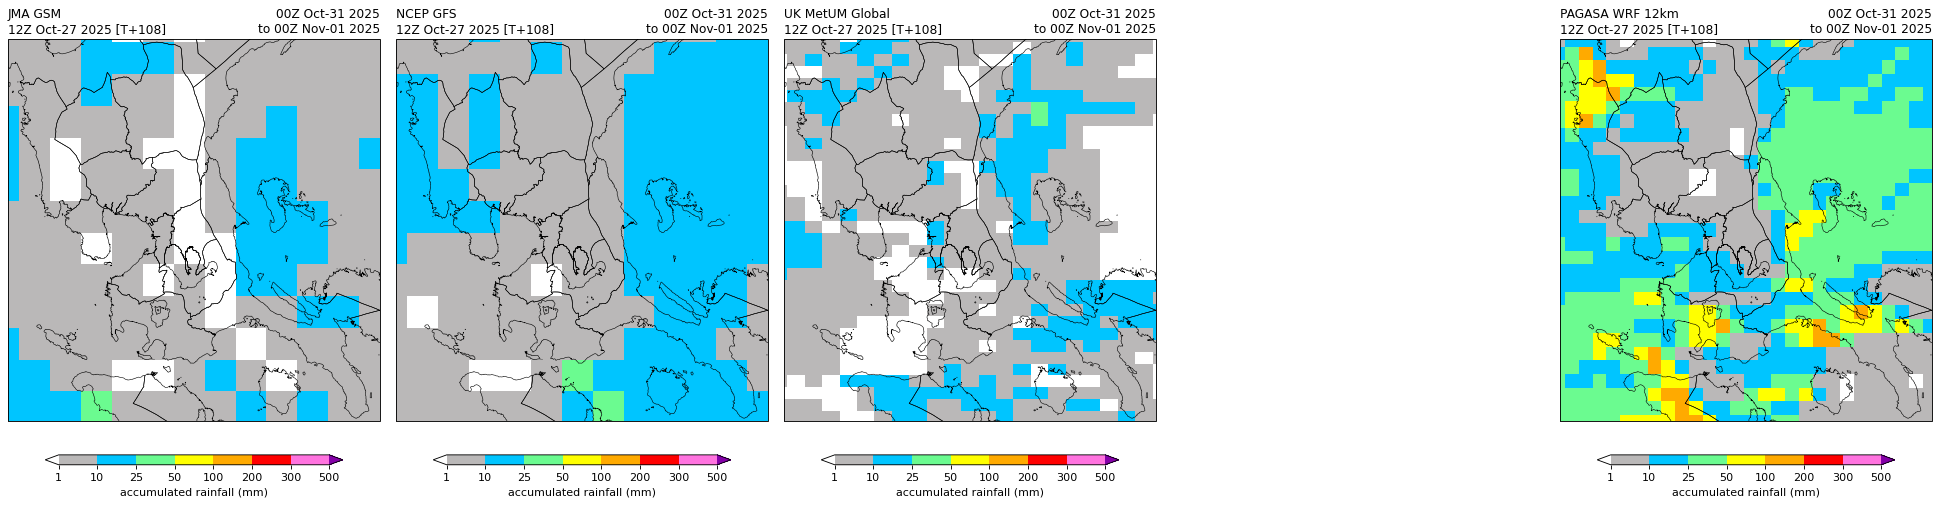 JMA GSM
00Z Oct-31 2025
12Z Oct-27 2025 [T+108]
to 00Z Nov-01 2025
NCEP GFS
00Z Oct-31 2025
12Z Oct-27 2025 [T+108]
to 00Z Nov-01 2025
UK MetUM Global
00Z Oct-31 2025
12Z Oct-27 2025 [T+108]
to 00Z Nov-01 2025
PAGASA WRF 12km
00Z Oct-31 2025
12Z Oct-27 2025 [T+108]
to 00Z Nov-01 2025
1 10 25 50 100 200 300 500
accumulated rainfall (mm)
1 10 25 50 100 200 300 500
accumulated rainfall (mm)
1 10 25 50 100 200 300 500
accumulated rainfall (mm)
1 10 25 50 100 200 300 500
accumulated rainfall (mm)